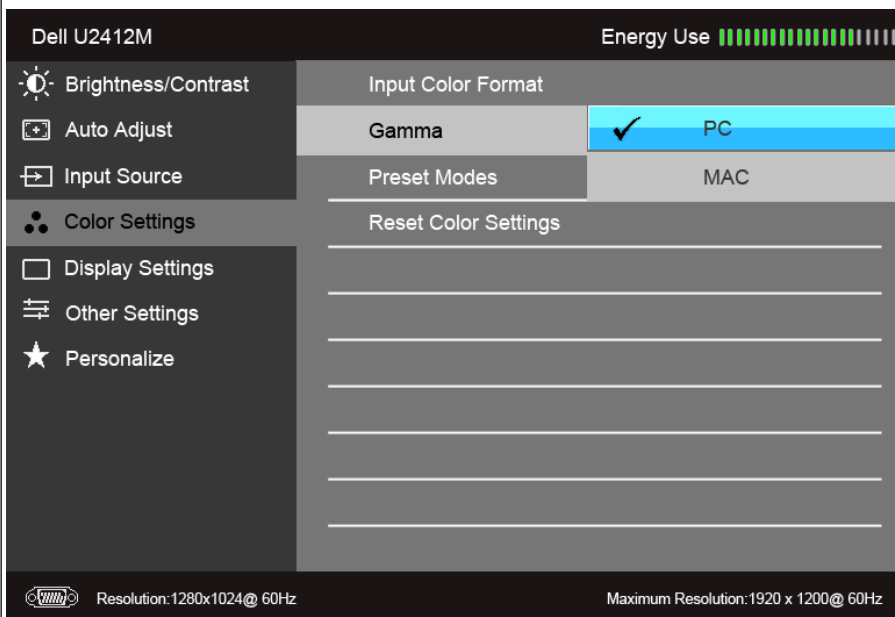 Dell U2412M Energy Use
Brightness/Contrast Input Color Format
Auto Adjust Gamma ✓ PC
Input Source Preset Modes MAC
Color Settings Reset Color Settings
Display Settings
Other Settings
Personalize
Resolution:1280x1024@ 60Hz Maximum Resolution:1920 x 1200@ 60Hz